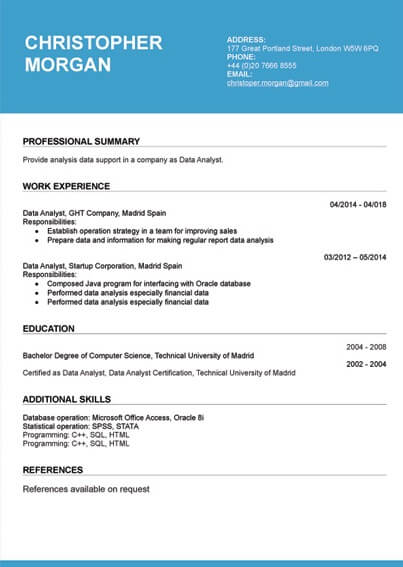 CHRISTOPHER
MORGAN
ADDRESS:
177 Great Portland Street, London W5W 6PQ
PHONE:
+44 (0)20 7666 8555
EMAIL:
christoper.morgan@gmail.com
PROFESSIONAL SUMMARY
Provide analysis data support in a company as Data Analyst.
WORK EXPERIENCE
04/2014 - 04/018
Data Analyst, GHT Company, Madrid Spain
Responsibilities:
• Establish operation strategy in a team for improving sales
• Prepare data and information for making regular report data analysis
03/2012 – 05/2014
Data Analyst, Startup Corporation, Madrid Spain
Responsibilities:
• Composed Java program for interfacing with Oracle database
• Performed data analysis especially financial data
• Performed data analysis especially financial data
EDUCATION
2004 - 2008
Bachelor Degree of Computer Science, Technical University of Madrid
2002 - 2004
Certified as Data Analyst, Data Analyst Certification, Technical University of Madrid
ADDITIONAL SKILLS
Database operation: Microsoft Office Access, Oracle 8i
Statistical operation: SPSS, STATA
Programming: C++, SQL, HTML
Programming: C++, SQL, HTML
REFERENCES
References available on request